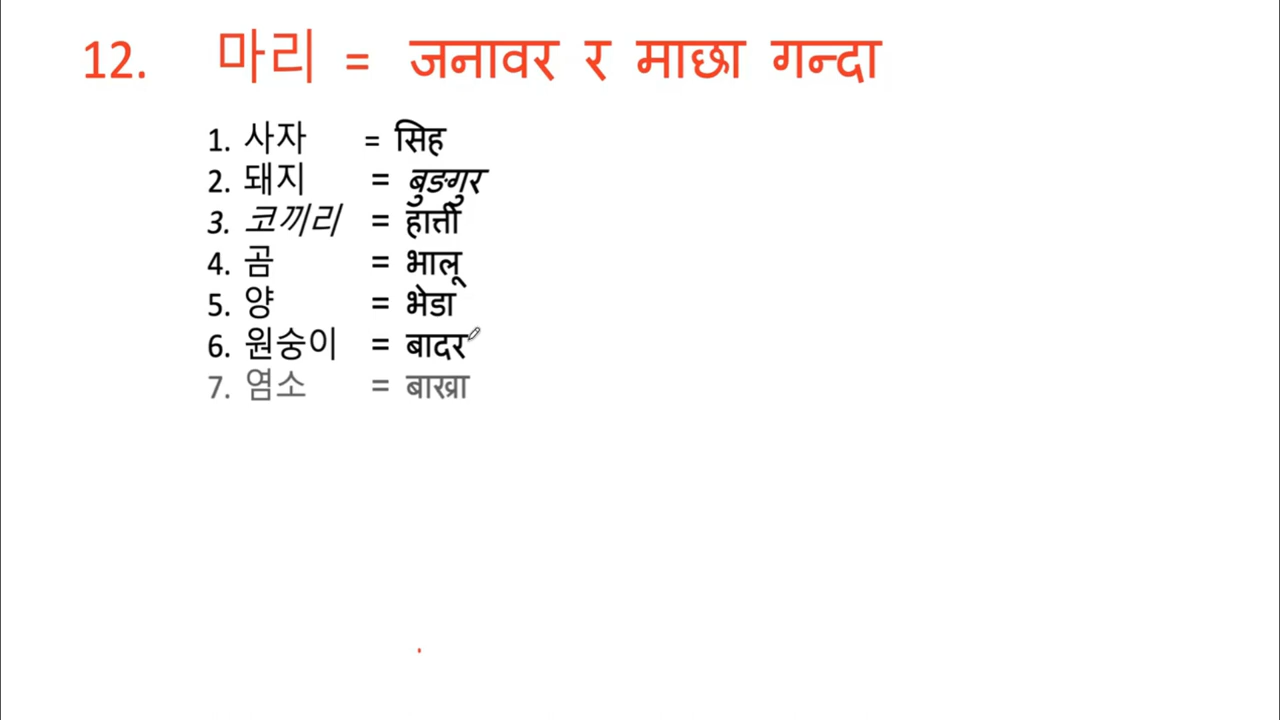 12. 마리 = जनावर र माछा गन्दा
1. 사자 = सिह
2. 돼지 = बुङगुर
3. 코끼리 = हात्ती
4. 곰 = भालू
5. 양 = भेडा
6. 원숭이 = बादर
7. 염소 = बाख्रा